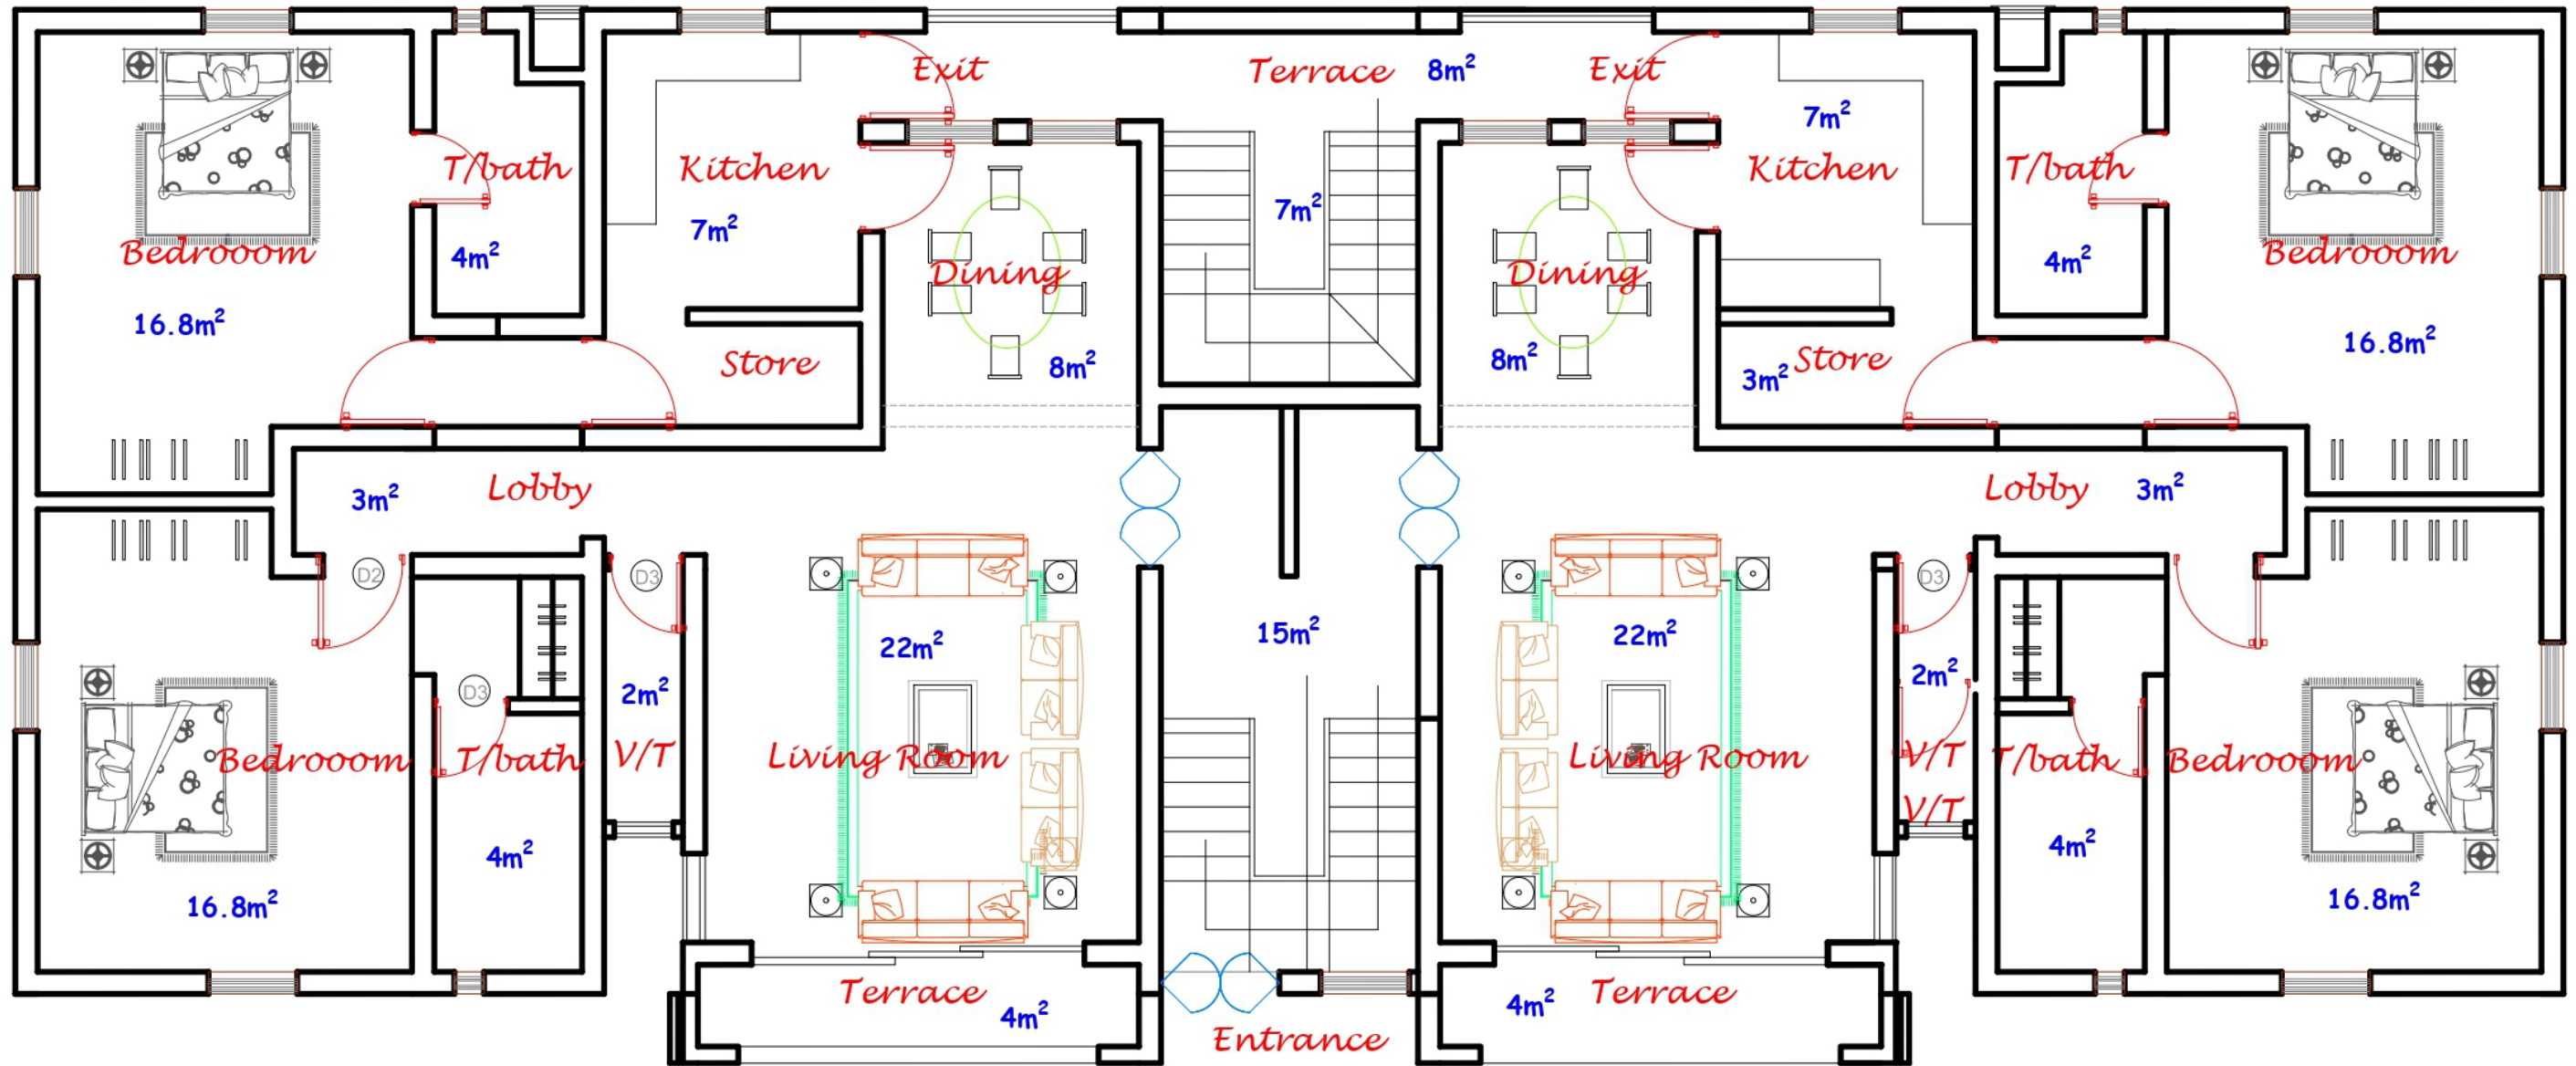 Exit
Terrace
8m²
Exit
7m²
T/bath
Kitchen
Kitchen
T/bath
7m²
7m²
4m²
4m²
Bedrooom
Dining
Dining
Bedrooom
16.8m²
16.8m²
Store
8m²
8m²
Store
3m²
3m²
Lobby
Lobby
3m²
D2
D3
D3
22m²
15m²
22m²
2m²
2m²
D3
Bedrooom
T/bath
V/T
Living Room
Living Room
V/T
T/bath
Bedrooom
V/T
4m²
4m²
16.8m²
16.8m²
Terrace
4m²
4m²
Terrace
Entrance